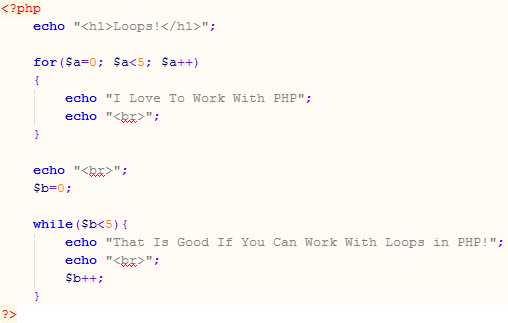 <?php
echo "<h1>Loops!</h1>";
for($a=0; $a<5; $a++)
{
echo "I Love To Work With PHP";
echo "<br>";
}
echo "<br>";
$b=0;
while($b<5){
echo "That Is Good If You Can Work With Loops in PHP!";
echo "<br>";
$b++;
}
?>